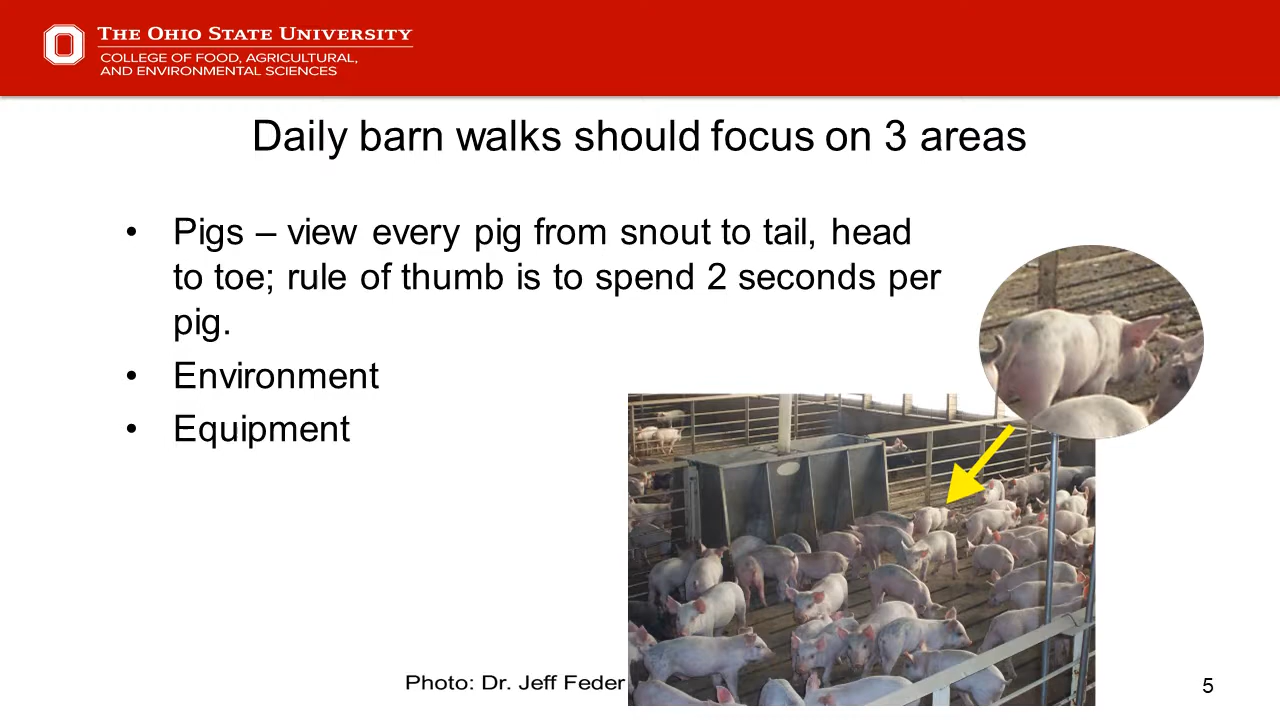 THE OHIO STATE UNIVERSITY
COLLEGE OF FOOD, AGRICULTURAL,
AND ENVIRONMENTAL SCIENCES
Daily barn walks should focus on 3 areas
• Pigs – view every pig from snout to tail, head
to toe; rule of thumb is to spend 2 seconds per
pig.
• Environment
• Equipment
Photo: Dr. Jeff Feder
5